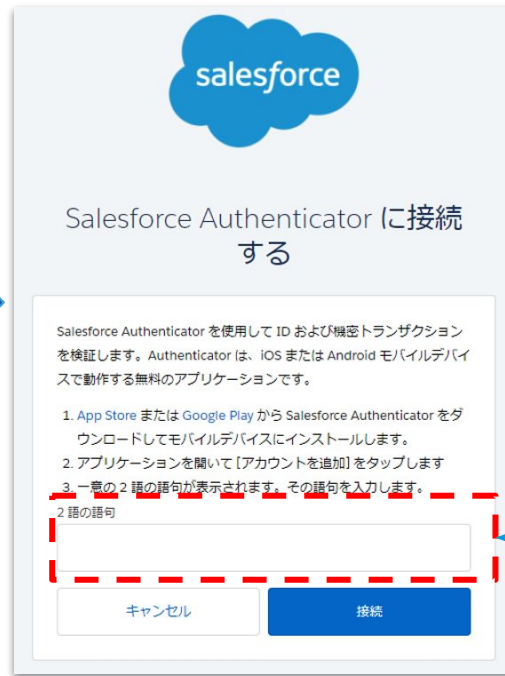 salesforce
Salesforce Authenticator に接続
する
Salesforce Authenticator を使用して ID および機密トランザクション
を検証します。Authenticator は、iOS または Android モバイルデバイ
スで動作する無料のアプリケーションです。
1. App Store または Google Play から Salesforce Authenticator をダ
ウンロードしてモバイルデバイスにインストールします。
2. アプリケーションを開いて [アカウントを追加] をタップします
3. 一意の 2 語の語句が表示されます。その語句を入力します。
2 語の語句
キャンセル
接続